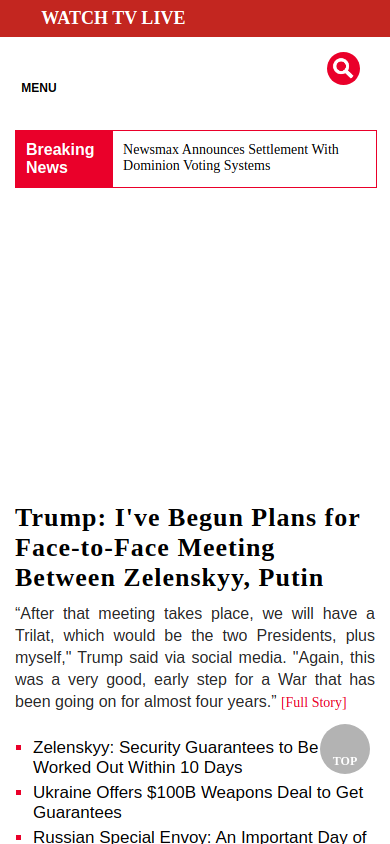 WATCH TV LIVE
MENU
Breaking
News
Newsmax Announces Settlement With
Dominion Voting Systems
Trump: I've Begun Plans for
Face-to-Face Meeting
Between Zelenskyy, Putin
“After that meeting takes place, we will have a
Trilat, which would be the two Presidents, plus
myself," Trump said via social media. "Again, this
was a very good, early step for a War that has
been going on for almost four years.” [Full Story]
Zelenskyy: Security Guarantees to Be
Worked Out Within 10 Days
TOP
Ukraine Offers $100B Weapons Deal to Get
Guarantees
Russian Special Envoy: An Important Day of